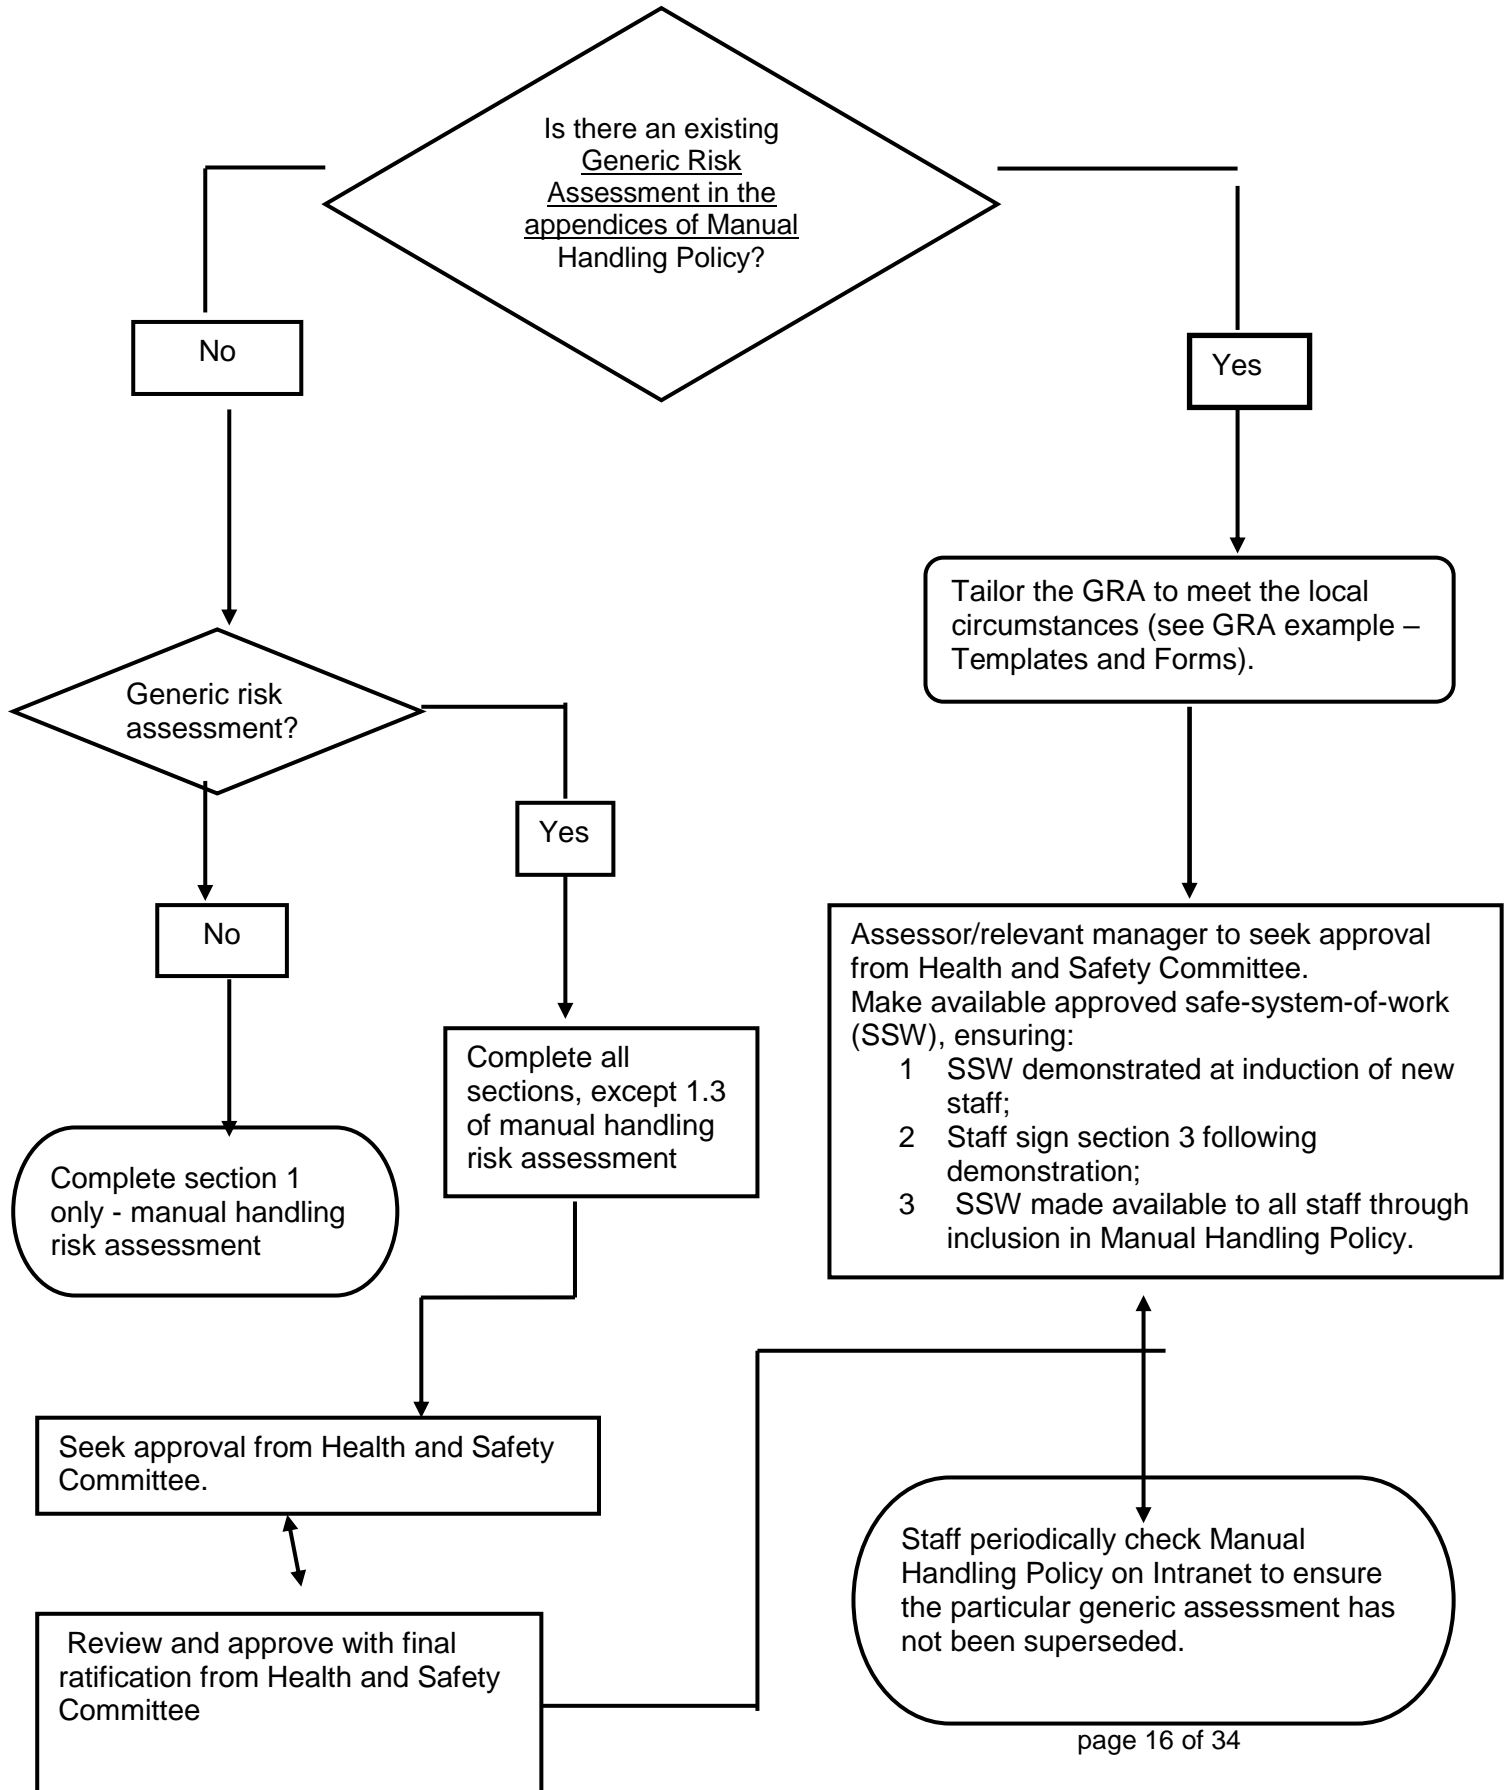 Is there an existing
Generic Risk
Assessment in the
appendices of Manual
Handling Policy?
No
Yes
Tailor the GRA to meet the local
circumstances (see GRA example –
Templates and Forms).
Generic risk
assessment?
Yes
No
Assessor/relevant manager to seek approval
from Health and Safety Committee.
Make available approved safe-system-of-work
(SSW), ensuring:
1 SSW demonstrated at induction of new
staff;
2 Staff sign section 3 following
demonstration;
3 SSW made available to all staff through
inclusion in Manual Handling Policy.
Complete all
sections, except 1.3
of manual handling
risk assessment
Complete section 1
only - manual handling
risk assessment
Seek approval from Health and Safety
Committee.
Staff periodically check Manual
Handling Policy on Intranet to ensure
the particular generic assessment has
not been superseded.
Review and approve with final
ratification from Health and Safety
Committee
page 16 of 34